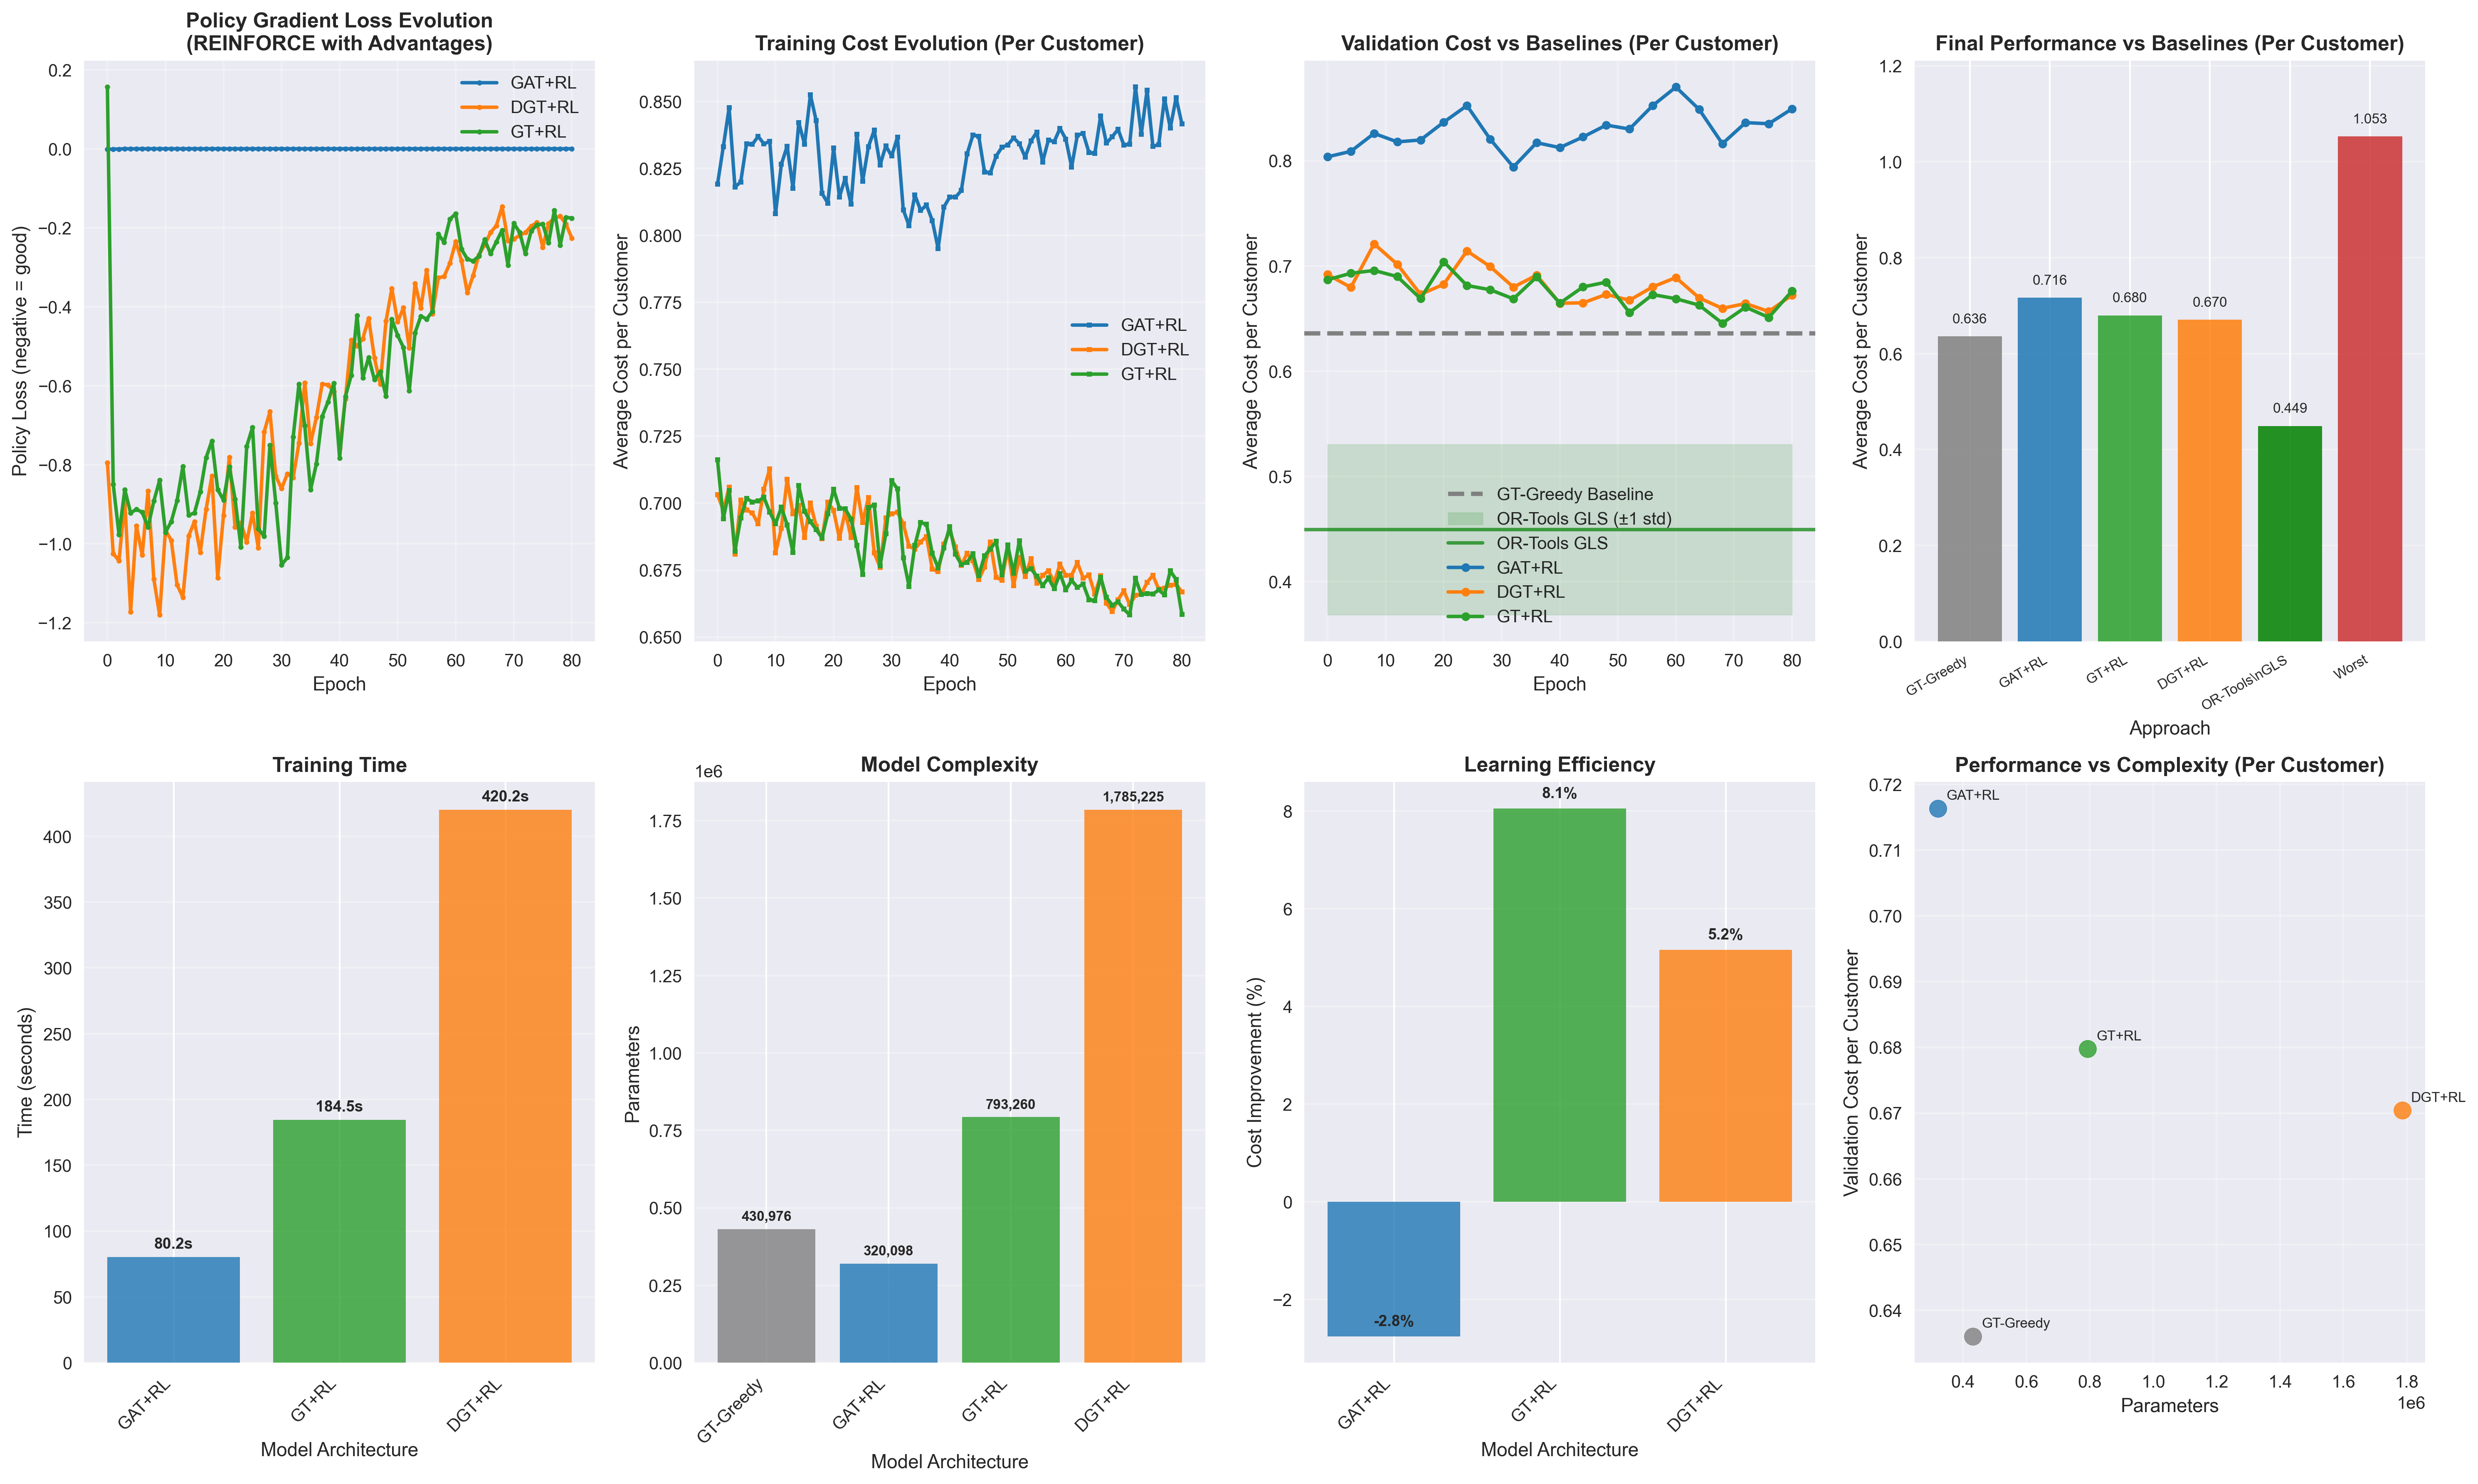 Policy Gradient Loss Evolution
(REINFORCE with Advantages)
0.2
0.0
−0.2
−0.4
−0.6
−0.8
−1.0
−1.2
Policy Loss (negative = good)
GAT+RL
DGT+RL
GT+RL
0 10 20 30 40 50 60 70 80
Epoch
Training Cost Evolution (Per Customer)
0.850
0.825
0.800
0.775
0.750
0.725
0.700
0.675
0.650
Average Cost per Customer
GAT+RL
DGT+RL
GT+RL
0 10 20 30 40 50 60 70 80
Epoch
Validation Cost vs Baselines (Per Customer)
0.8
0.7
0.6
0.5
0.4
Average Cost per Customer
GT-Greedy Baseline
OR-Tools GLS (±1 std)
OR-Tools GLS
GAT+RL
DGT+RL
GT+RL
0 10 20 30 40 50 60 70 80
Epoch
Final Performance vs Baselines (Per Customer)
1.2
1.0
0.8
0.6
0.4
0.2
0.0
Average Cost per Customer
0.636
0.716
0.680
0.670
0.449
1.053
GT-Greedy
GAT+RL
GT+RL
DGT+RL
OR-Tools\nGLS
Worst
Approach
Training Time
400
350
300
250
200
150
100
50
0
Time (seconds)
80.2s
184.5s
420.2s
GAT+RL
GT+RL
DGT+RL
Model Architecture
Model Complexity
1e6
1.75
1.50
1.25
1.00
0.75
0.50
0.25
0.00
Parameters
430,976
320,098
793,260
1,785,225
GT-Greedy
GAT+RL
GT+RL
DGT+RL
Model Architecture
Learning Efficiency
8
6
4
2
0
−2
Cost Improvement (%)
-2.8%
8.1%
5.2%
GAT+RL
GT+RL
DGT+RL
Model Architecture
Performance vs Complexity (Per Customer)
0.72
0.71
0.70
0.69
0.68
0.67
0.66
0.65
0.64
Validation Cost per Customer
GAT+RL
GT+RL
DGT+RL
GT-Greedy
0.4 0.6 0.8 1.0 1.2 1.4 1.6 1.8
Parameters
1e6